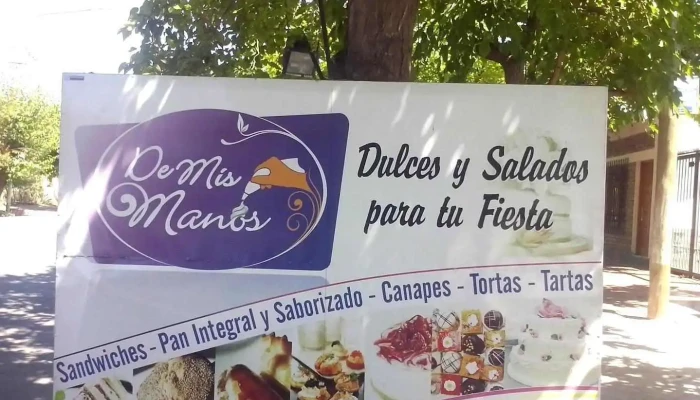 De Mis
Manos
Dulces y Salados
para tu Fiesta
Sandwiches - Pan Integral y Saborizado - Canapes - Tortas - Tartas